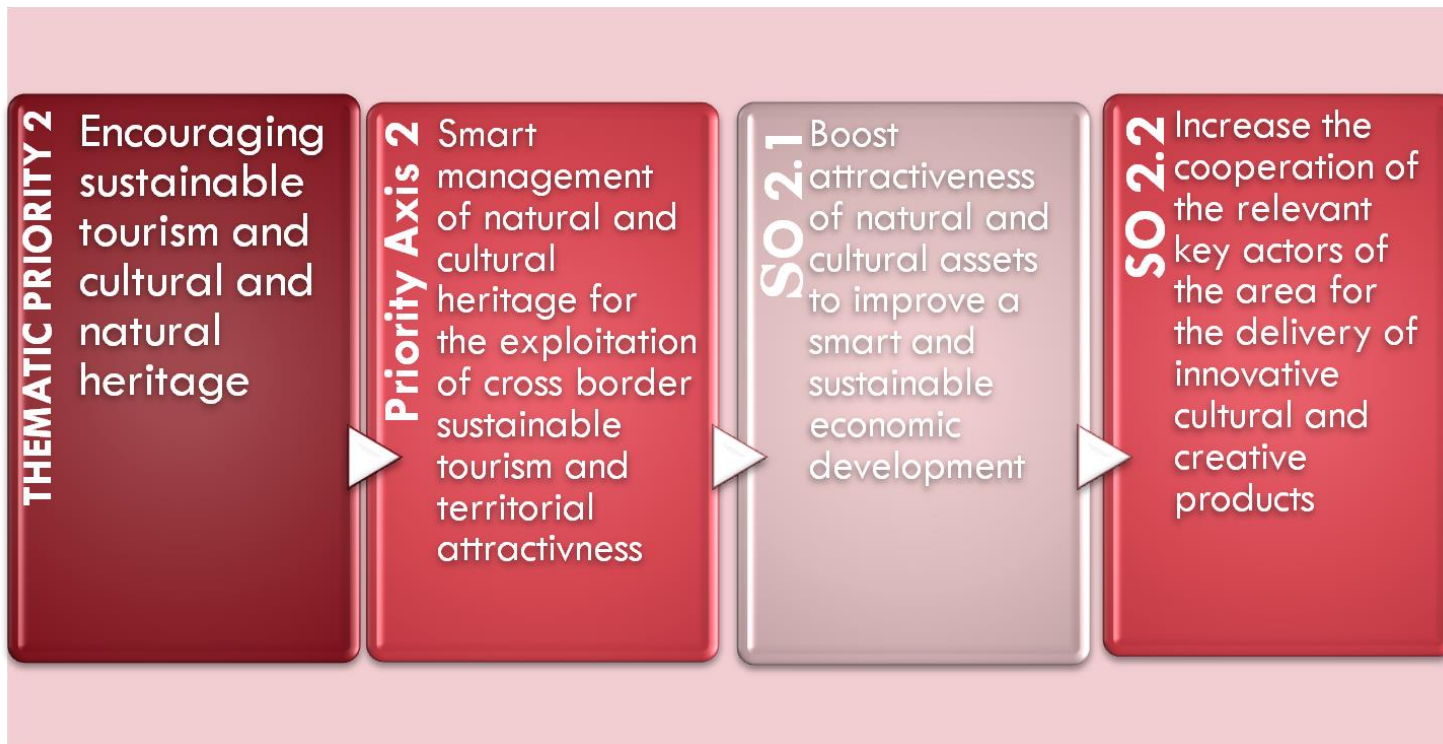 THEMATIC PRIORITY 2
Encouraging
sustainable
tourism and
cultural and
natural
heritage
Priority Axis 2
Smart
management
of natural and
cultural
heritage for
the exploitation
of cross border
sustainable
tourism and
territorial
attractivness
SO 2.1
Boost
attractiveness
of natural and
cultural assets
to improve a
smart and
sustainable
economic
development
SO 2.2
Increase the
cooperation of
the relevant
key actors of
the area for
the delivery of
innovative
cultural and
creative
products